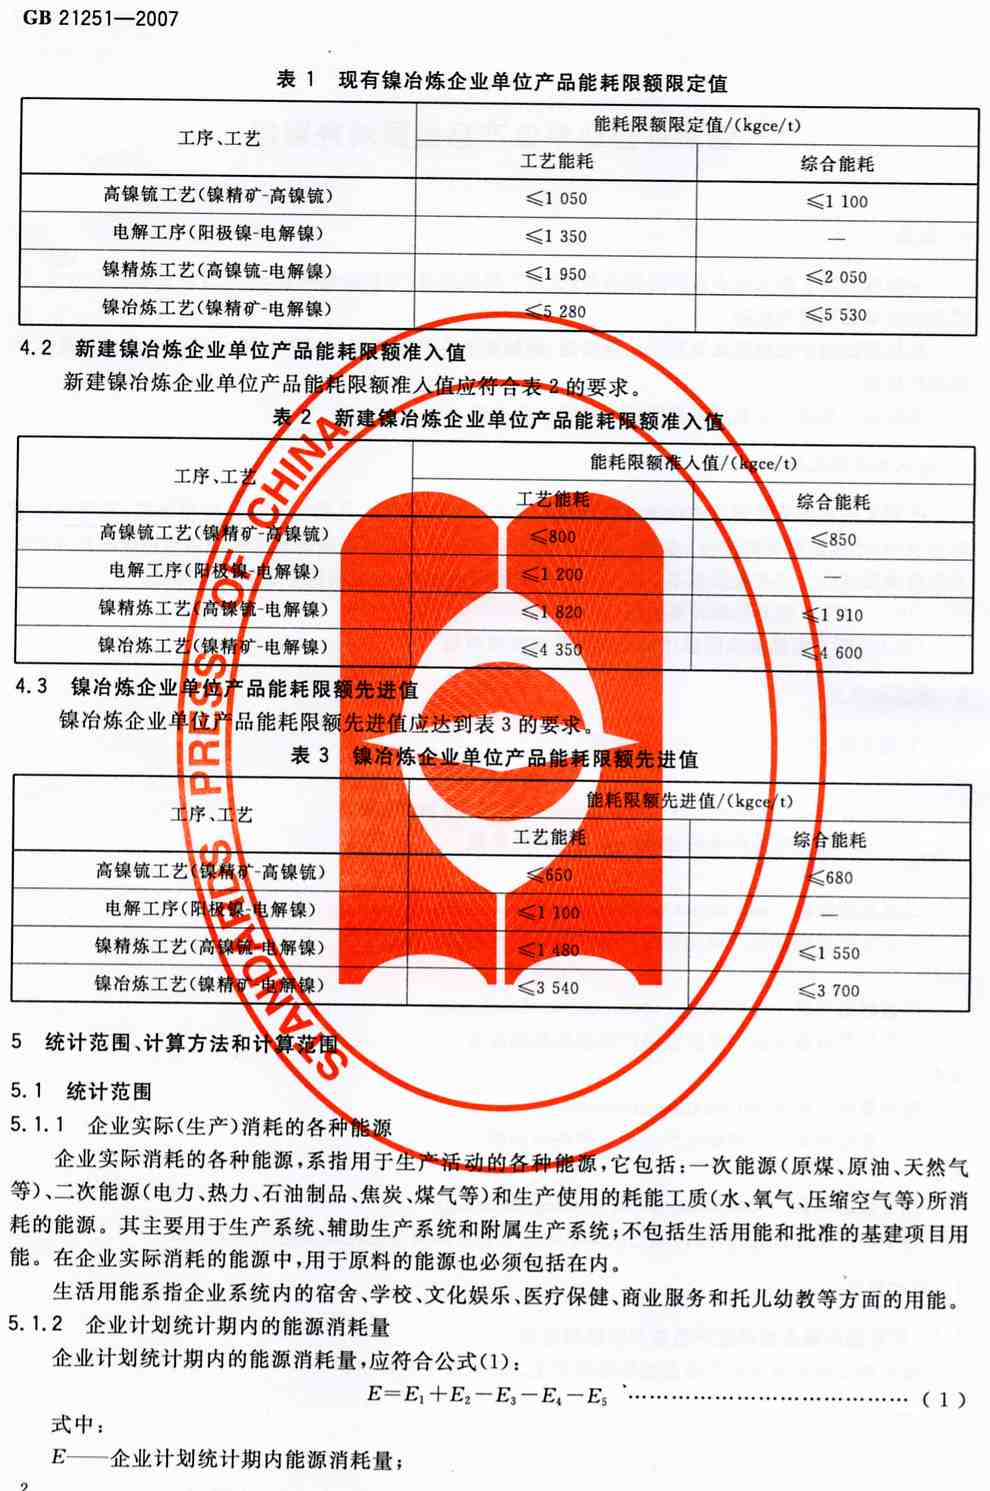 GB 21251—2007
表 1 现有镍冶炼企业单位产品能耗限额限定值
工序、工艺 能耗限额限定值/(kgce/t)
工艺能耗 综合能耗
高镍锍工艺(镍精矿-高镍锍) ≤1 050 ≤1 100
电解工序(阳极镍-电解镍) ≤1 350 —
镍精炼工艺(高镍锍-电解镍) ≤1 950 ≤2 050
镍冶炼工艺(镍精矿-电解镍) ≤5 280 ≤5 530
4.2 新建镍冶炼企业单位产品能耗限额准入值
新建镍冶炼企业单位产品能耗限额准入值应符合表 2 的要求。
表 2 新建镍冶炼企业单位产品能耗限额准入值
工序、工艺 能耗限额准入值/(kgce/t)
工艺能耗 综合能耗
高镍锍工艺(镍精矿-高镍锍) ≤800 ≤850
电解工序(阳极镍-电解镍) ≤1 200 —
镍精炼工艺(高镍锍-电解镍) ≤1 820 ≤1 910
镍冶炼工艺(镍精矿-电解镍) ≤4 350 ≤4 600
4.3 镍冶炼企业单位产品能耗限额先进值
镍冶炼企业单位产品能耗限额先进值应达到表 3 的要求。
表 3 镍冶炼企业单位产品能耗限额先进值
工序、工艺 能耗限额先进值/(kgce/t)
工艺能耗 综合能耗
高镍锍工艺(镍精矿-高镍锍) ≤650 ≤680
电解工序(阳极镍-电解镍) ≤1 100 —
镍精炼工艺(高镍锍-电解镍) ≤1 480 ≤1 550
镍冶炼工艺(镍精矿-电解镍) ≤3 540 ≤3 700
STANDARDS PRESS OF CHINA
5 统计范围、计算方法和计算范围
5.1 统计范围
5.1.1 企业实际(生产)消耗的各种能源
企业实际消耗的各种能源,系指用于生产活动的各种能源,它包括:一次能源(原煤、原油、天然气
等)、二次能源(电力、热力、石油制品、焦炭、煤气等)和生产使用的耗能工质(水、氧气、压缩空气等)所消
耗的能源。其主要用于生产系统、辅助生产系统和附属生产系统;不包括生活用能和批准的基建项目用
能。在企业实际消耗的能源中,用于原料的能源也必须包括在内。
生活用能系指企业系统内的宿舍、学校、文化娱乐、医疗保健、商业服务和托儿幼教等方面的用能。
5.1.2 企业计划统计期内的能源消耗量
企业计划统计期内的能源消耗量,应符合公式(1):
E=E₁+E₂−E₃−E₄−E₅ ………………………………( 1 )
式中:
E——企业计划统计期内能源消耗量;
2